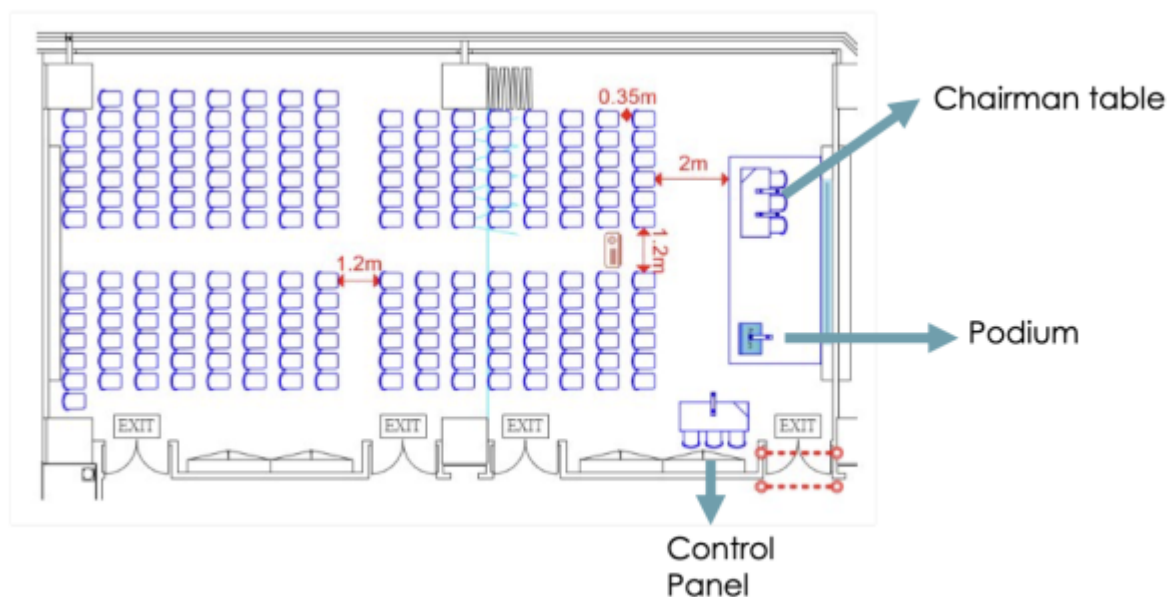 0.35m
Chairman table
2m
1.2m
1.2m
Podium
EXIT
EXIT
EXIT
EXIT
Control
Panel